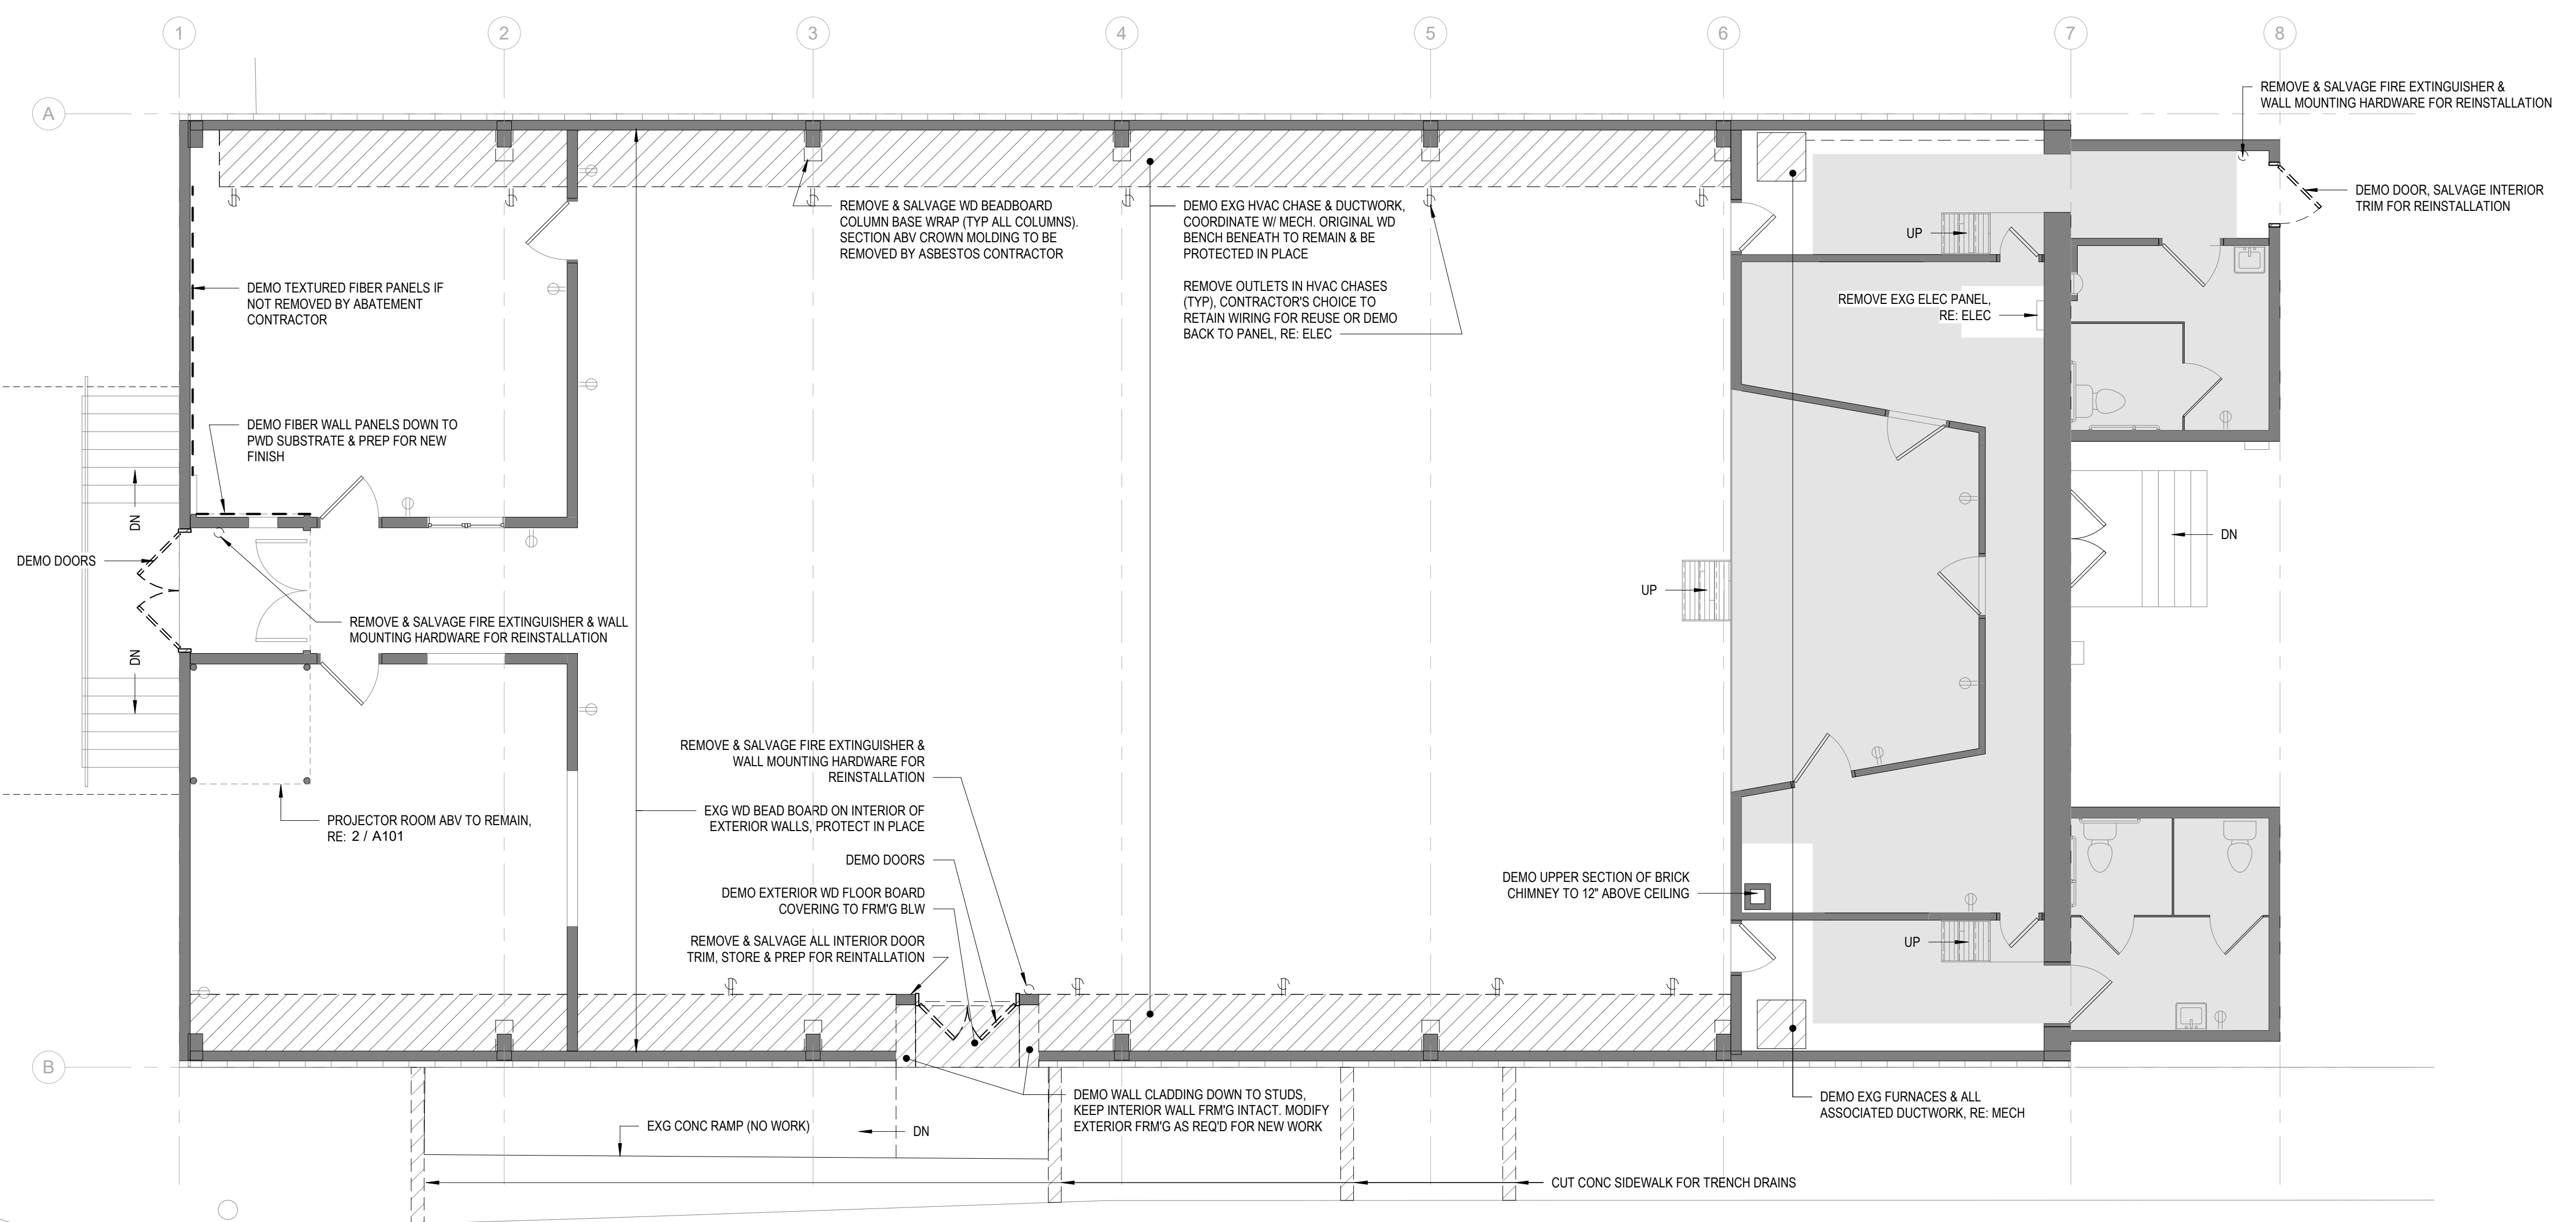 1
2
3
4
5
6
7
8
A
REMOVE & SALVAGE FIRE EXTINGUISHER &
WALL MOUNTING HARDWARE FOR REINSTALLATION
DEMO DOOR, SALVAGE INTERIOR
TRIM FOR REINSTALLATION
REMOVE & SALVAGE WD BEADBOARD
COLUMN BASE WRAP (TYP ALL COLUMNS).
SECTION ABV CROWN MOLDING TO BE
REMOVED BY ASBESTOS CONTRACTOR
DEMO EXG HVAC CHASE & DUCTWORK,
COORDINATE W/ MECH. ORIGINAL WD
BENCH BENEATH TO REMAIN & BE
PROTECTED IN PLACE
REMOVE OUTLETS IN HVAC CHASES
(TYP), CONTRACTOR'S CHOICE TO
RETAIN WIRING FOR REUSE OR DEMO
BACK TO PANEL, RE: ELEC
UP
REMOVE EXG ELEC PANEL,
RE: ELEC
DEMO TEXTURED FIBER PANELS IF
NOT REMOVED BY ABATEMENT
CONTRACTOR
DEMO FIBER WALL PANELS DOWN TO
PWD SUBSTRATE & PREP FOR NEW
FINISH
DN
DEMO DOORS
DN
UP
REMOVE & SALVAGE FIRE EXTINGUISHER & WALL
MOUNTING HARDWARE FOR REINSTALLATION
DN
PROJECTOR ROOM ABV TO REMAIN,
RE: 2 / A101
REMOVE & SALVAGE FIRE EXTINGUISHER &
WALL MOUNTING HARDWARE FOR
REINSTALLATION
EXG WD BEAD BOARD ON INTERIOR OF
EXTERIOR WALLS, PROTECT IN PLACE
DEMO DOORS
DEMO EXTERIOR WD FLOOR BOARD
COVERING TO FRM'G BLW
REMOVE & SALVAGE ALL INTERIOR DOOR
TRIM, STORE & PREP FOR REINTALLATION
DEMO UPPER SECTION OF BRICK
CHIMNEY TO 12" ABOVE CEILING
UP
B
DEMO WALL CLADDING DOWN TO STUDS,
KEEP INTERIOR WALL FRM'G INTACT. MODIFY
EXTERIOR FRM'G AS REQ'D FOR NEW WORK
DEMO EXG FURNACES & ALL
ASSOCIATED DUCTWORK, RE: MECH
EXG CONC RAMP (NO WORK)
DN
CUT CONC SIDEWALK FOR TRENCH DRAINS